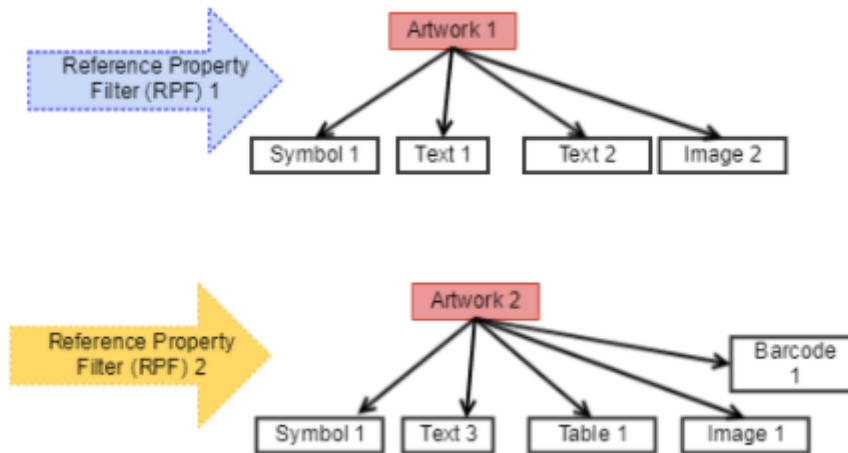 Artwork 1
Reference Property
Filter (RPF) 1
Symbol 1
Text 1
Text 2
Image 2
Artwork 2
Reference Property
Filter (RPF) 2
Barcode
1
Symbol 1
Text 3
Table 1
Image 1